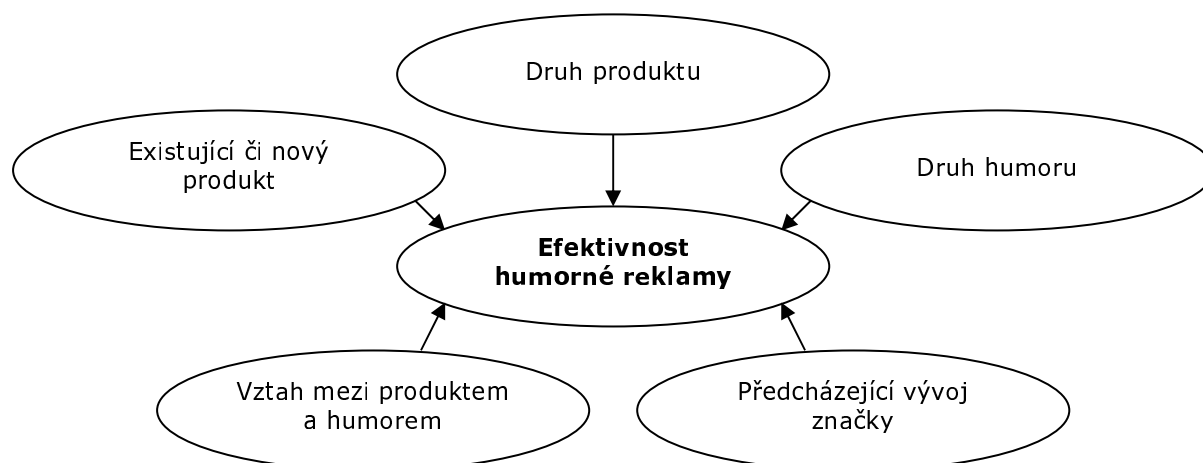 Druh produktu
Existující či nový
produkt
Druh humoru
Efektivnost
humorné reklamy
Vztah mezi produktem
a humorem
Předcházející vývoj
značky